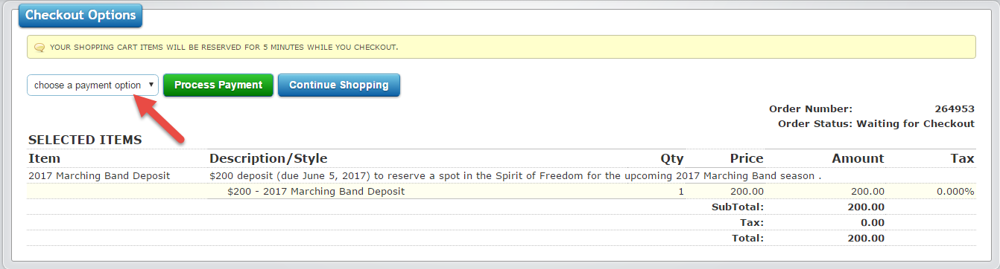 Checkout Options
YOUR SHOPPING CART ITEMS WILL BE RESERVED FOR 5 MINUTES WHILE YOU CHECKOUT.
choose a payment option Process Payment Continue Shopping
Order Number: 264953
Order Status: Waiting for Checkout
SELECTED ITEMS
Item Description/Style Qty Price Amount Tax
2017 Marching Band Deposit $200 deposit (due June 5, 2017) to reserve a spot in the Spirit of Freedom for the upcoming 2017 Marching Band season .
$200 - 2017 Marching Band Deposit 1 200.00 200.00 0.000%
SubTotal: 200.00
Tax: 0.00
Total: 200.00